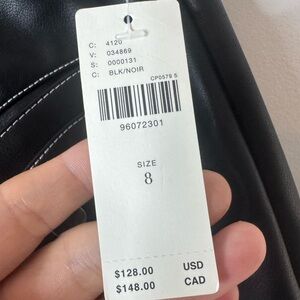 C: 4120
V: 034869
S: 0000131
C: BLK/NOIR
CP0579 S
96072301
SIZE
8
$128.00 USD
$148.00 CAD